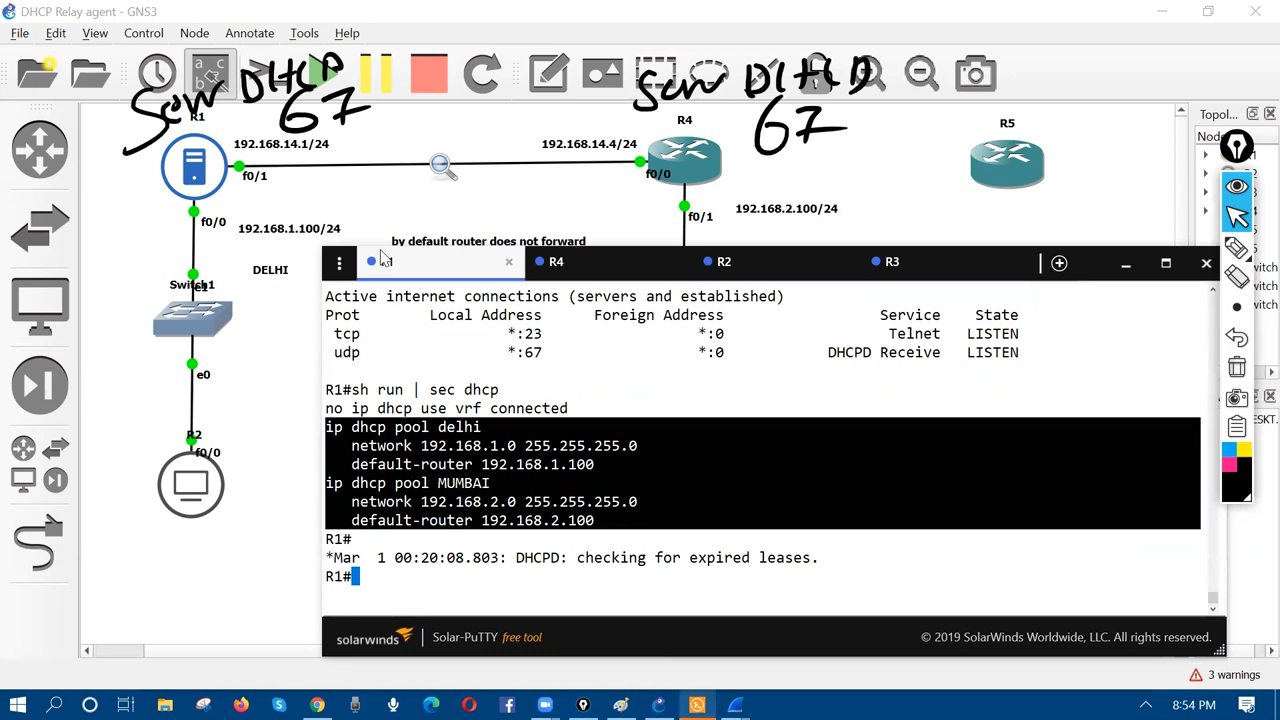 DHCP Relay agent - GNS3
File Edit View Control Node Annotate Tools Help
Serv DHCP
67
Serv DHCP
67
R1
R4
R5
192.168.14.1/24
192.168.14.4/24
f0/1
f0/0
f0/0
192.168.1.100/24
f0/1
192.168.2.100/24
by default router does not forward
DELHI
Switch1
e0
R2
f0/0
Topol...
Node
R4
R2
R3
Active internet connections (servers and established)
Prot Local Address Foreign Address Service State
tcp *:23 *:0 Telnet LISTEN
udp *:67 *:0 DHCPD Receive LISTEN
R1#sh run | sec dhcp
no ip dhcp use vrf connected
ip dhcp pool delhi
network 192.168.1.0 255.255.255.0
default-router 192.168.1.100
ip dhcp pool MUMBAI
network 192.168.2.0 255.255.255.0
default-router 192.168.2.100
R1#
*Mar 1 00:20:08.803: DHCPD: checking for expired leases.
R1#
solarwinds Solar-PuTTY free tool © 2019 SolarWinds Worldwide, LLC. All rights reserved.
3 warnings
8:54 PM